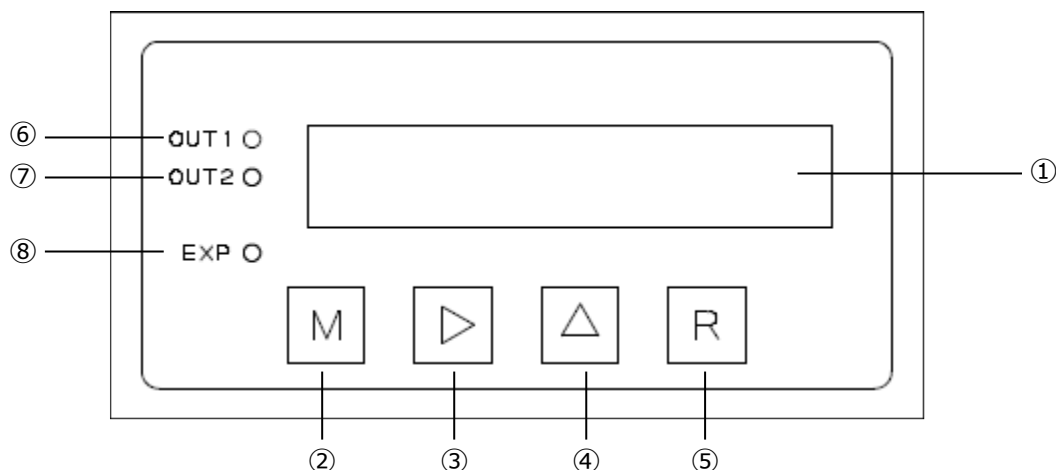 ⑥ OUT1
⑦ OUT2
①
⑧ EXP
M R
② ③ ④ ⑤